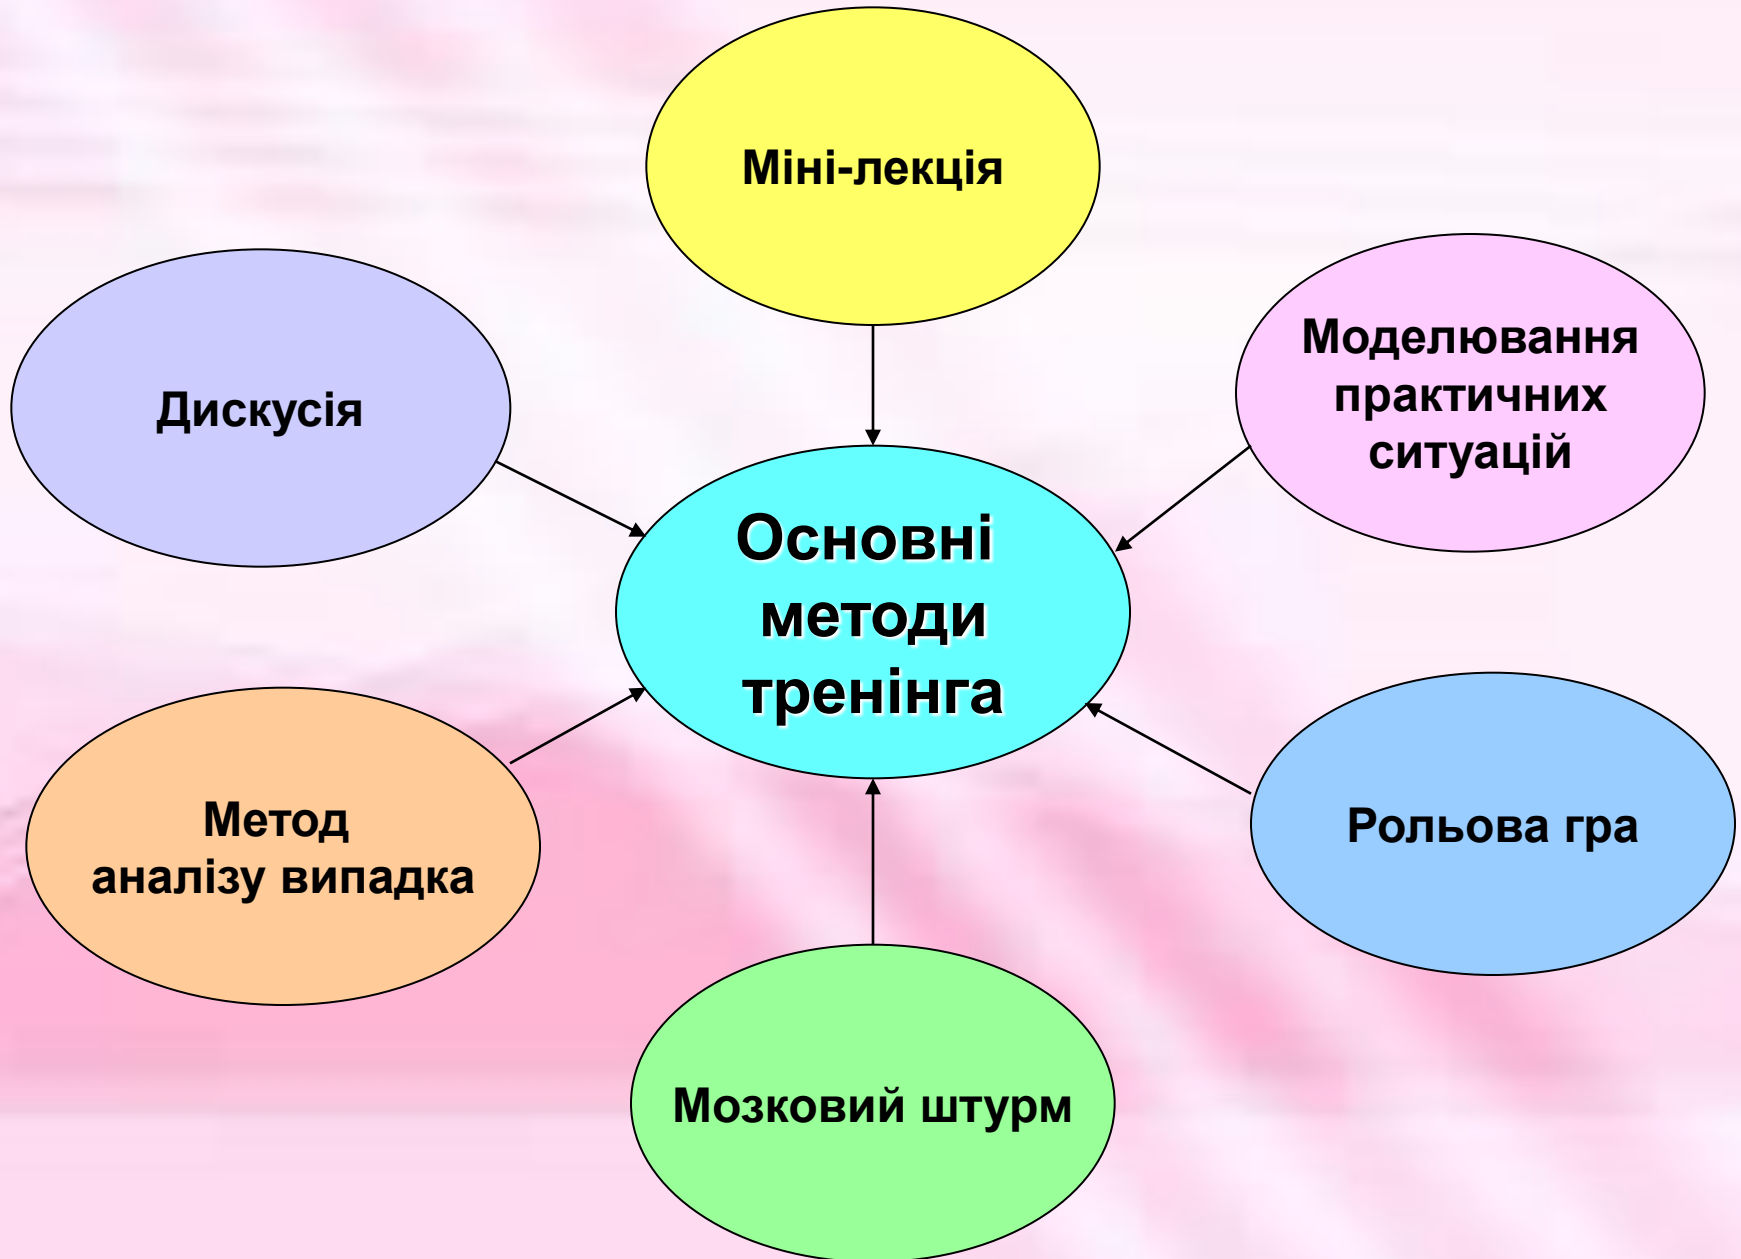 Міні-лекція
Дискусія
Моделювання
практичних
ситуацій
Основні
методи
тренінга
Метод
аналізу випадка
Рольова гра
Мозковий штурм